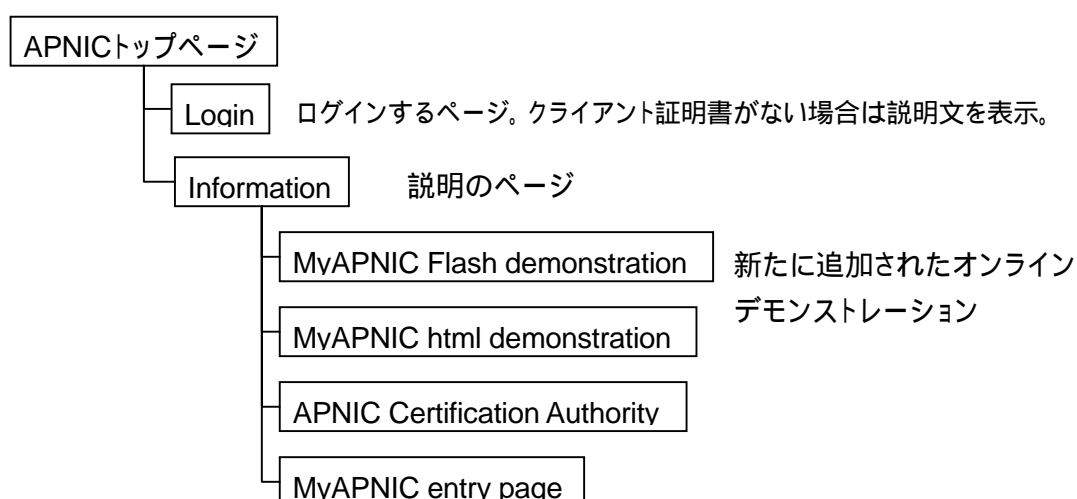 APNICトップページ
Login ログインするページ。クライアント証明書がない場合は説明文を表示。
Information 説明のページ
MyAPNIC Flash demonstration 新たに追加されたオンライン
デモンストレーション
MyAPNIC html demonstration
APNIC Certification Authority
MyAPNIC entry page